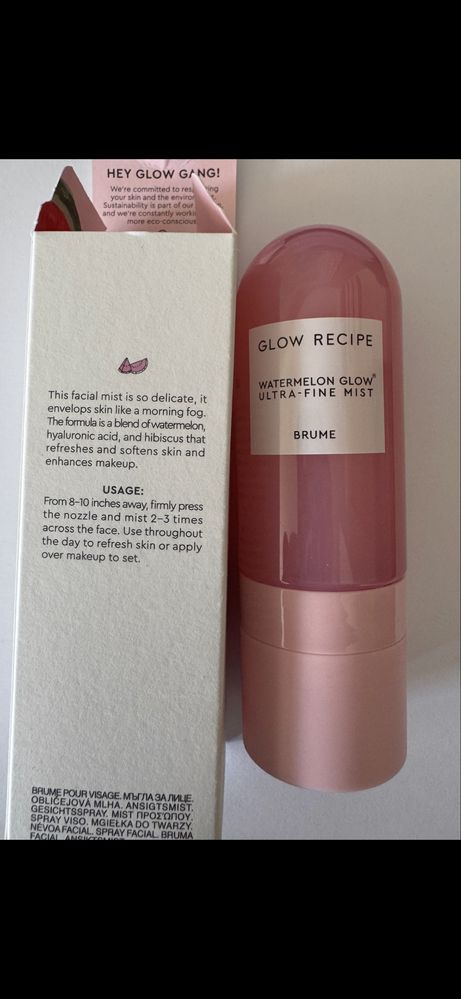 HEY GLOW GANG!
We're committed to
your skin and the
Sustainability is part of our
and we're constantly
more eco-conscious
This facial mist is so delicate, it
envelops skin like a morning fog.
The formula is a blend of watermelon,
hyaluronic acid, and hibiscus that
refreshes and softens skin and
enhances makeup.
USAGE:
From 8–10 inches away, firmly press
the nozzle and mist 2–3 times
across the face. Use throughout
the day to refresh skin or apply
over makeup to set.
BRUME POUR VISAGE. МЪГЛА ЗА ЛИЦЕ.
OBLIČEJOVÁ MLHA. ANSIGTSMIST.
GESICHTSSPRAY. MIST ΠΡΟΣΏΠΟΥ.
SPRAY VISO. MGIEŁKA DO TWARZY.
NÉVOA FACIAL. SPRAY FACIAL. BRUMA
FACIAL. ANSIKTSMIST.
GLOW RECIPE
WATERMELON GLOW®
ULTRA-FINE MIST
BRUME